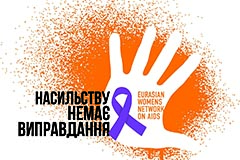 НАСИЛЬСТВУ
НЕМАЄ
ВИПРАВДАННЯ
EURASIAN
WOMENS
NETWORK
ON AIDS